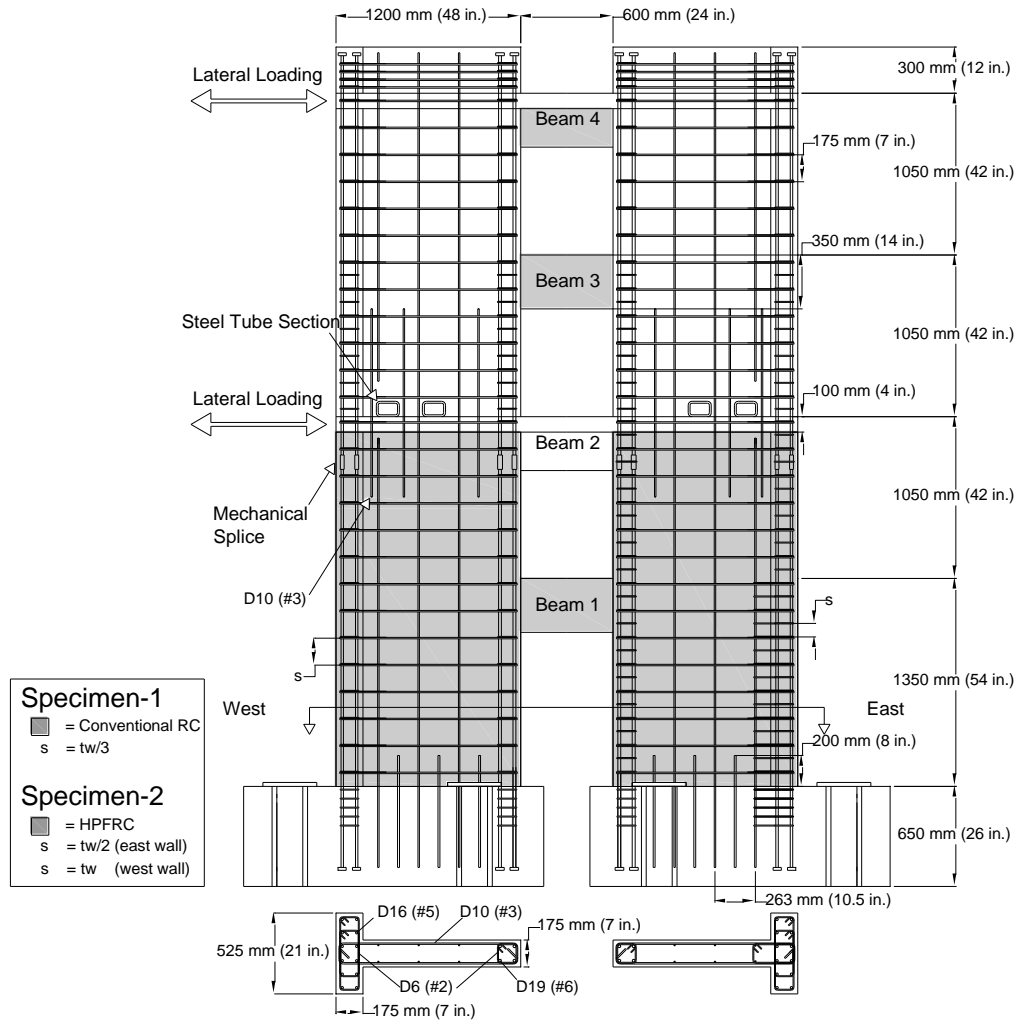 1200 mm (48 in.)
600 mm (24 in.)
300 mm (12 in.)
Lateral Loading
Beam 4
175 mm (7 in.)
1050 mm (42 in.)
350 mm (14 in.)
Beam 3
Steel Tube Section
1050 mm (42 in.)
Lateral Loading
100 mm (4 in.)
Beam 2
Mechanical
Splice
1050 mm (42 in.)
D10 (#3)
Beam 1
s
s
1350 mm (54 in.)
West
East
200 mm (8 in.)
Specimen-1
= Conventional RC
s = tw/3
Specimen-2
= HPFRC
s = tw/2 (east wall)
s = tw (west wall)
650 mm (26 in.)
263 mm (10.5 in.)
D16 (#5)
D10 (#3)
175 mm (7 in.)
525 mm (21 in.)
D6 (#2)
D19 (#6)
175 mm (7 in.)